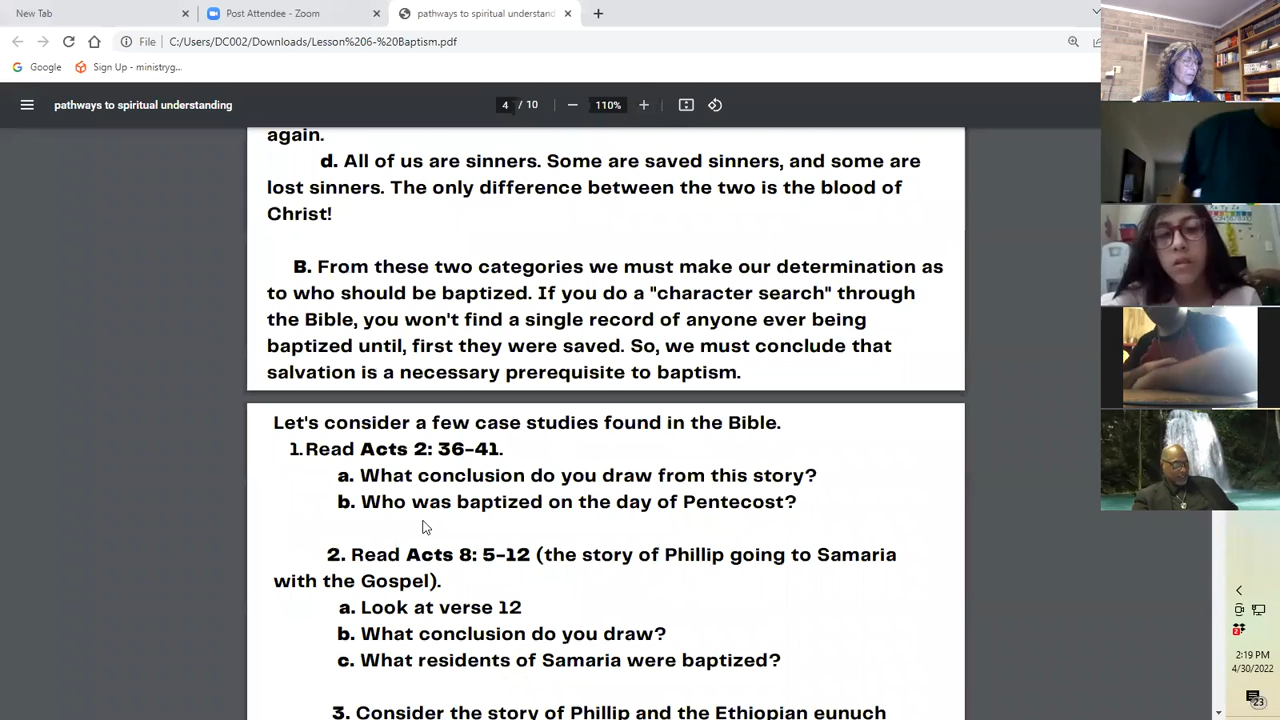 New Tab
Post Attendee - Zoom
pathways to spiritual understand
File
C:/Users/DC002/Downloads/Lesson%206-%20Baptism.pdf
Google
Sign Up - ministryg...
pathways to spiritual understanding
4 / 10
110%
again.
d. All of us are sinners. Some are saved sinners, and some are
lost sinners. The only difference between the two is the blood of
Christ!
B. From these two categories we must make our determination as
to who should be baptized. If you do a "character search" through
the Bible, you won't find a single record of anyone ever being
baptized until, first they were saved. So, we must conclude that
salvation is a necessary prerequisite to baptism.
Let's consider a few case studies found in the Bible.
1. Read Acts 2: 36-41.
a. What conclusion do you draw from this story?
b. Who was baptized on the day of Pentecost?
2. Read Acts 8: 5-12 (the story of Phillip going to Samaria
with the Gospel).
a. Look at verse 12
b. What conclusion do you draw?
c. What residents of Samaria were baptized?
3. Consider the story of Phillip and the Ethiopian eunuch
2
2:19 PM
4/30/2022
23